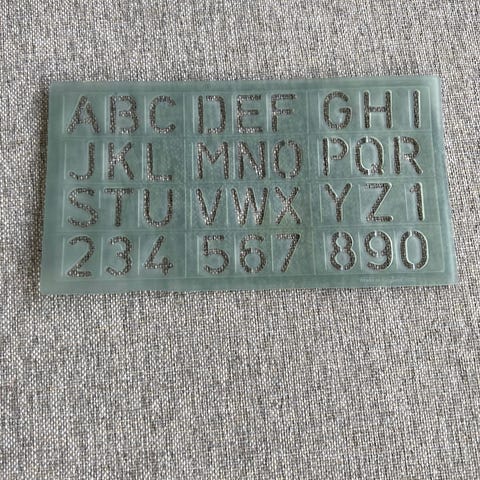 ABC DEF GHI
JKL MNO PQR
STU VWX YZ1
234 567 890